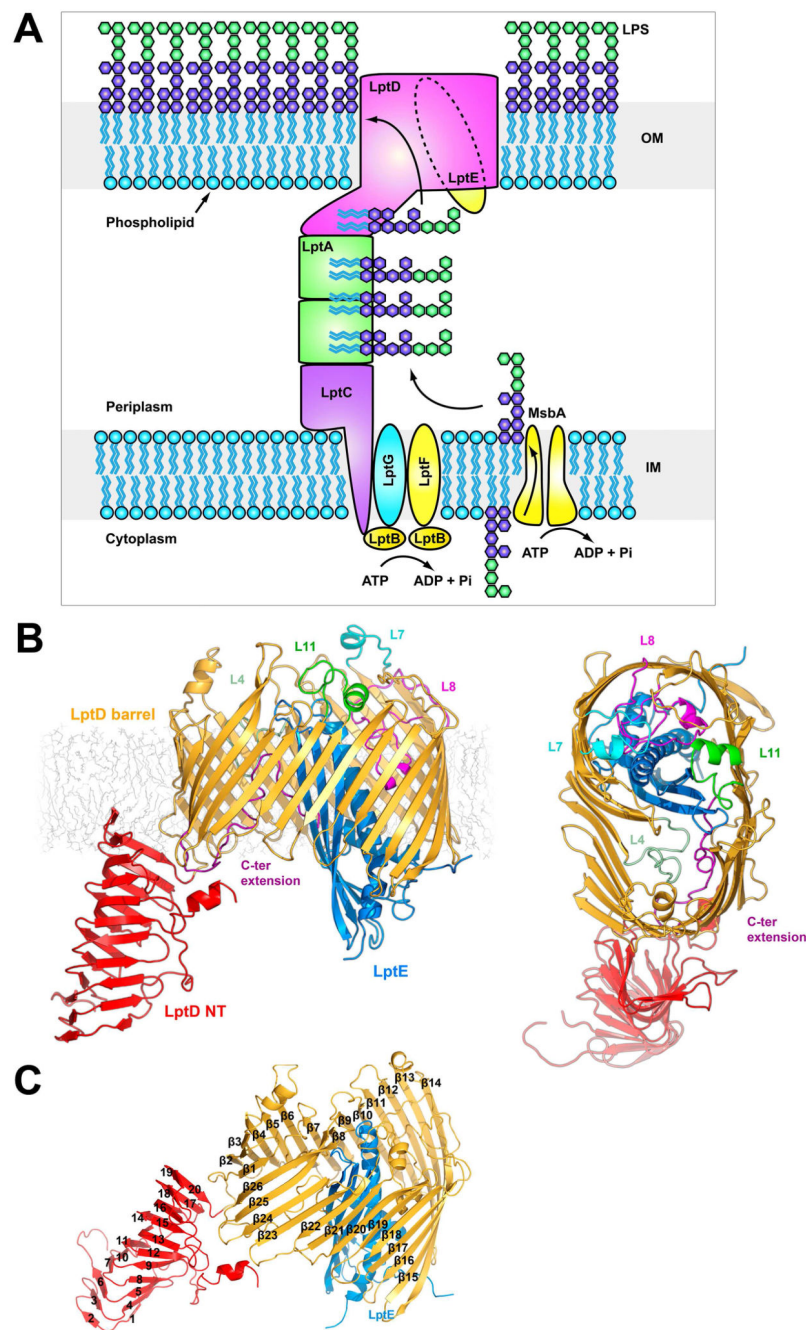 A
LPS
LptD
OM
LptE
Phospholipid
LptA
LptC
MsbA
Periplasm
LptG
LptF
IM
LptB
LptB
Cytoplasm
ATP
ADP + Pi
ATP
ADP + Pi
B
L7
L11
L4
L8
LptD barrel
C-ter
extension
LptE
LptD NT
L8
L7
L11
L4
C-ter
extension
C
β13
β12
β14
β11
β10
β9
β8
β7
β6
β5
β4
β3
β2
β1
β26
β25
β24
β23
β22
β21
β20
β19
β18
β17
β16
β15
19
20
18
17
16
15
14
13
12
11
10
9
8
7
6
5
4
3
2
1
LptE